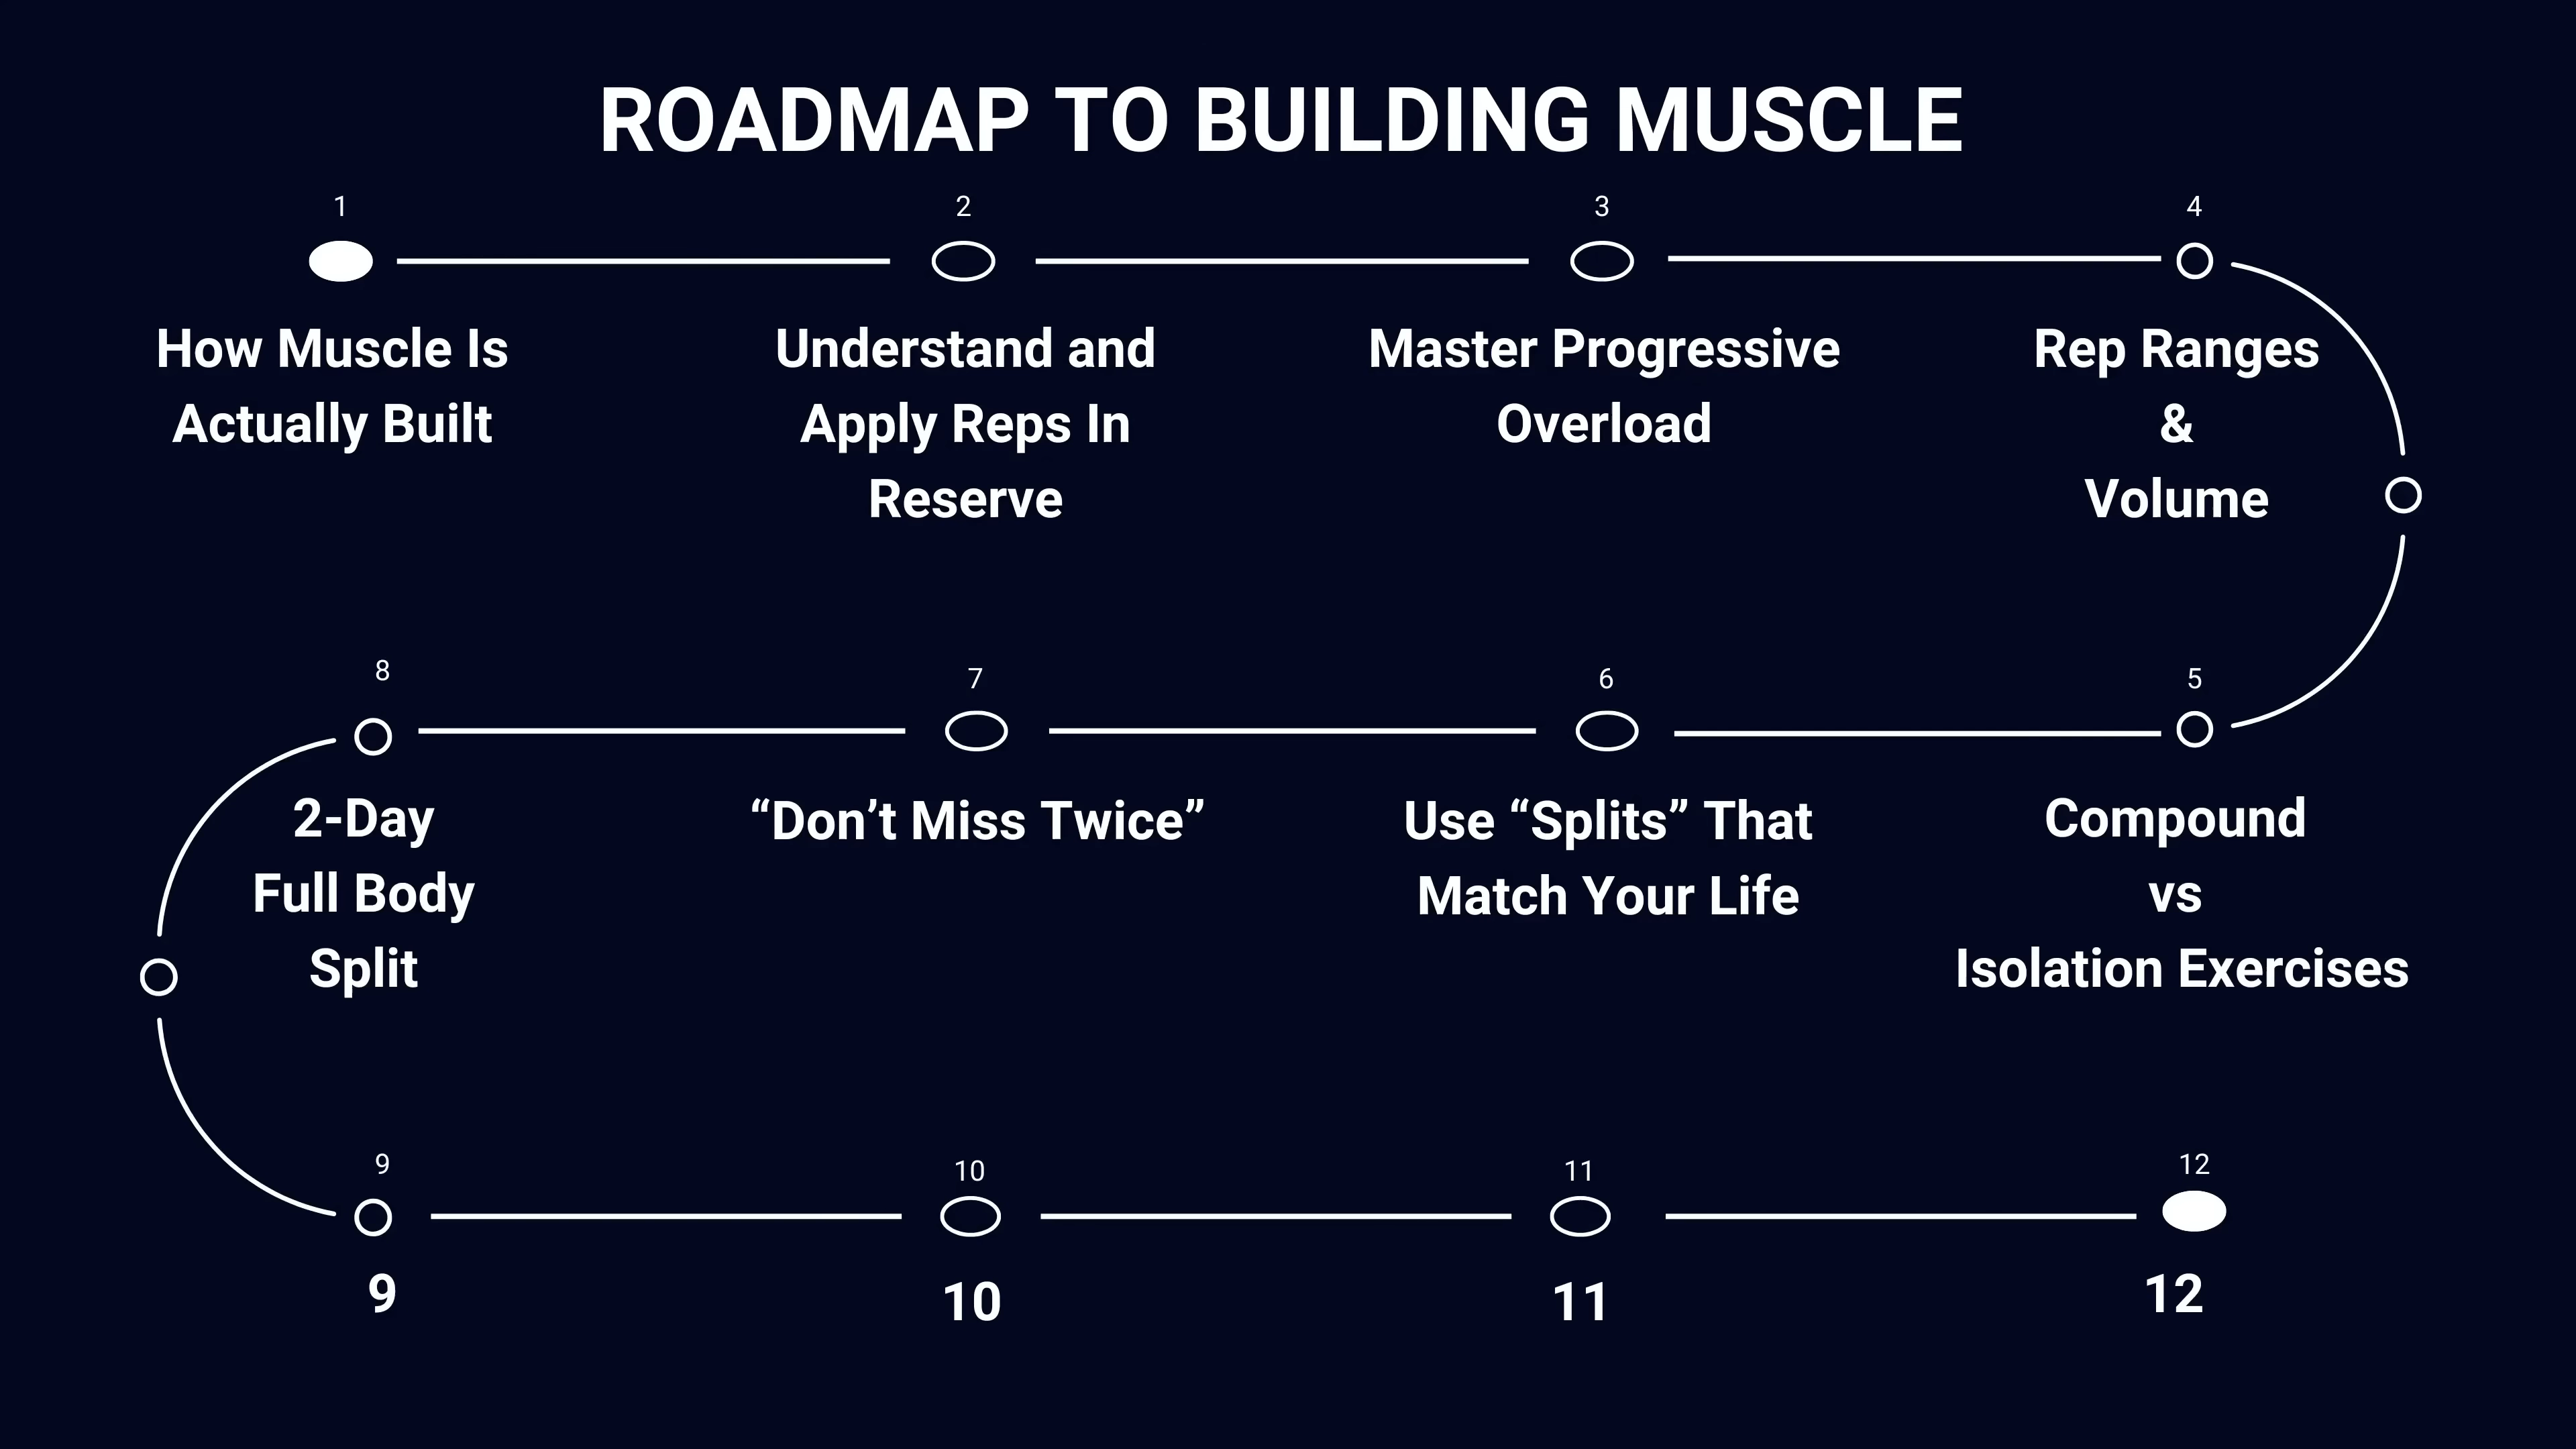 ROADMAP TO BUILDING MUSCLE
1
2
3
4
How Muscle Is
Actually Built
Understand and
Apply Reps In
Reserve
Master Progressive
Overload
Rep Ranges
&
Volume
5
6
7
8
Compound
vs
Isolation Exercises
Use “Splits” That
Match Your Life
“Don’t Miss Twice”
2-Day
Full Body
Split
9
10
11
12
9
10
11
12